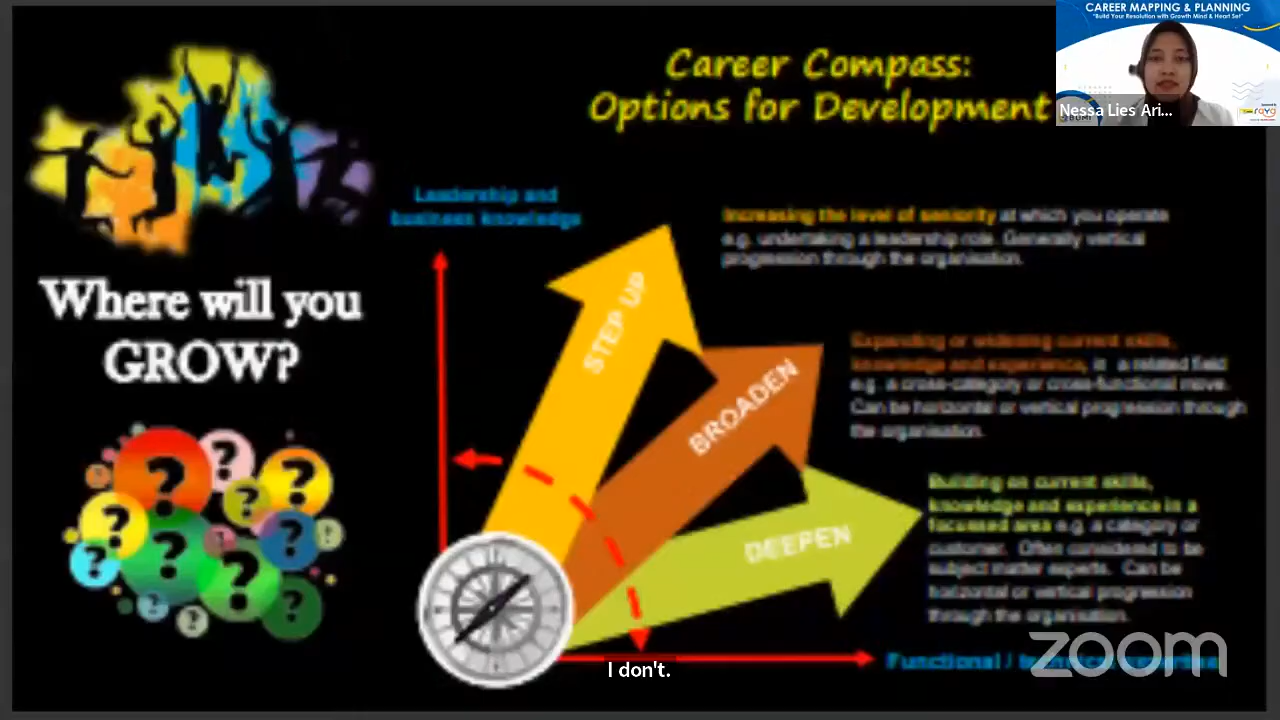 CAREER MAPPING & PLANNING
"Build Your Resolution with Growth Mind & Heart Set"
Nessa Lies Ari...
Career Compass:
Options for Development
Where will you
GROW?
Leadership and
business knowledge
STEP UP
Increasing the level of seniority at which you operate
e.g. undertaking a leadership role. Generally vertical
progression through the organisation.
BROADEN
Expanding or widening current skills,
knowledge and experience, in a related field
e.g. a cross-category or cross-functional move.
Can be horizontal or vertical progression through
the organisation.
DEEPEN
Building on current skills,
knowledge and experience in a
focussed area e.g. a category or
customer. Often considered to be
subject matter experts. Can be
horizontal or vertical progression
through the organisation.
? ? ? ? ? ? ? ? ? ? ? ?
Functional / technical expertise
zoom
I don't.